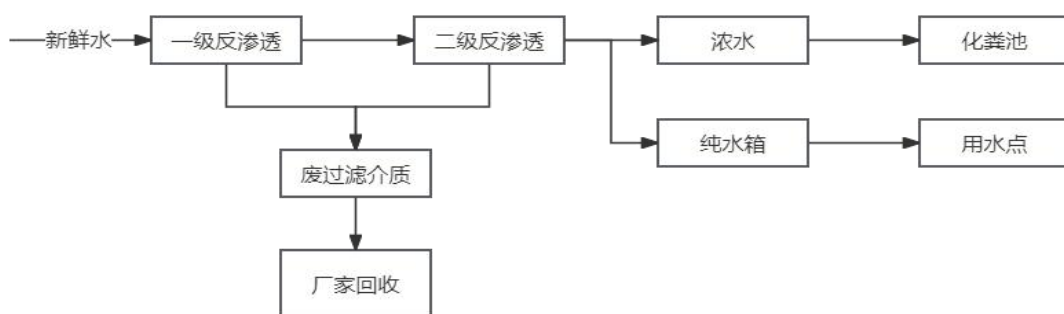 新鲜水
一级反渗透
二级反渗透
浓水
化粪池
纯水箱
用水点
废过滤介质
厂家回收